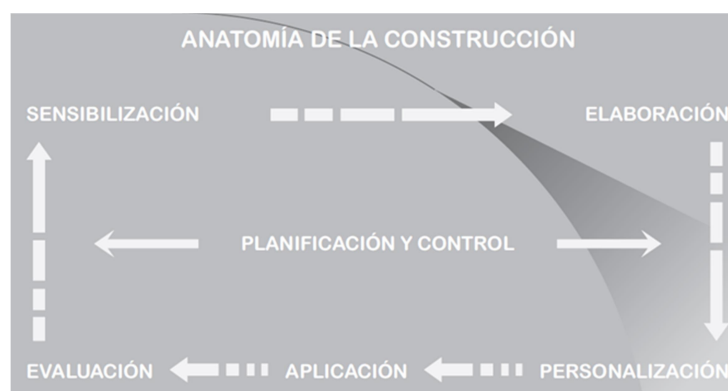 ANATOMÍA DE LA CONSTRUCCIÓN
SENSIBILIZACIÓN
ELABORACIÓN
PLANIFICACIÓN Y CONTROL
EVALUACIÓN
APLICACIÓN
PERSONALIZACIÓN